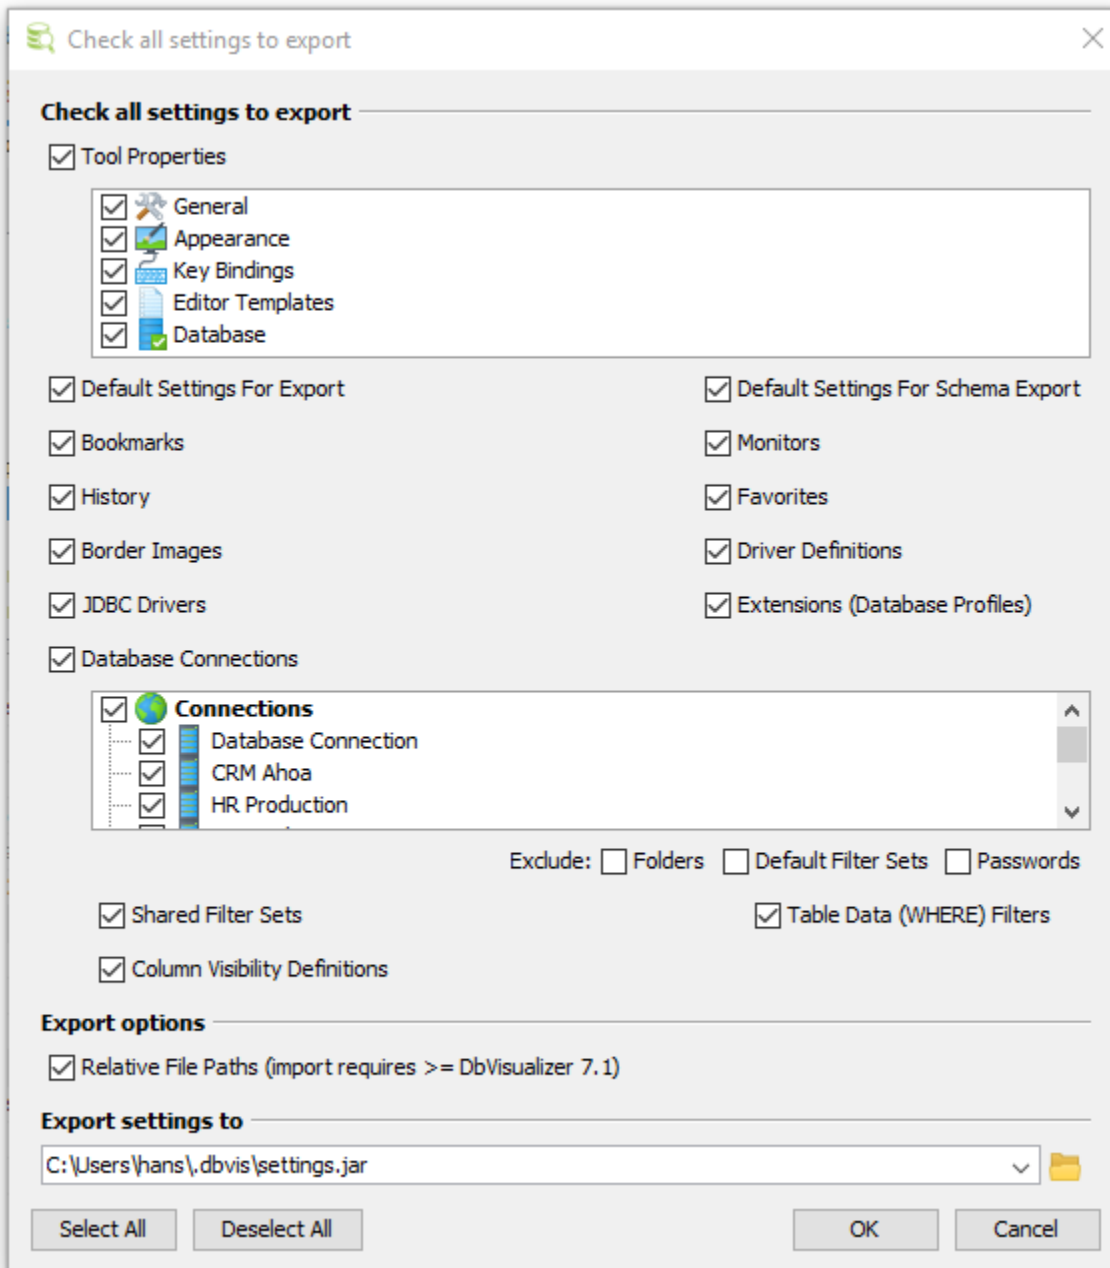 Check all settings to export
Check all settings to export
Tool Properties
General
Appearance
Key Bindings
Editor Templates
Database
Default Settings For Export
Default Settings For Schema Export
Bookmarks
Monitors
History
Favorites
Border Images
Driver Definitions
JDBC Drivers
Extensions (Database Profiles)
Database Connections
Connections
Database Connection
CRM Ahoa
HR Production
Exclude: Folders Default Filter Sets Passwords
Shared Filter Sets
Table Data (WHERE) Filters
Column Visibility Definitions
Export options
Relative File Paths (import requires >= DbVisualizer 7.1)
Export settings to
C:\Users\hans\.dbvis\settings.jar
Select All Deselect All OK Cancel